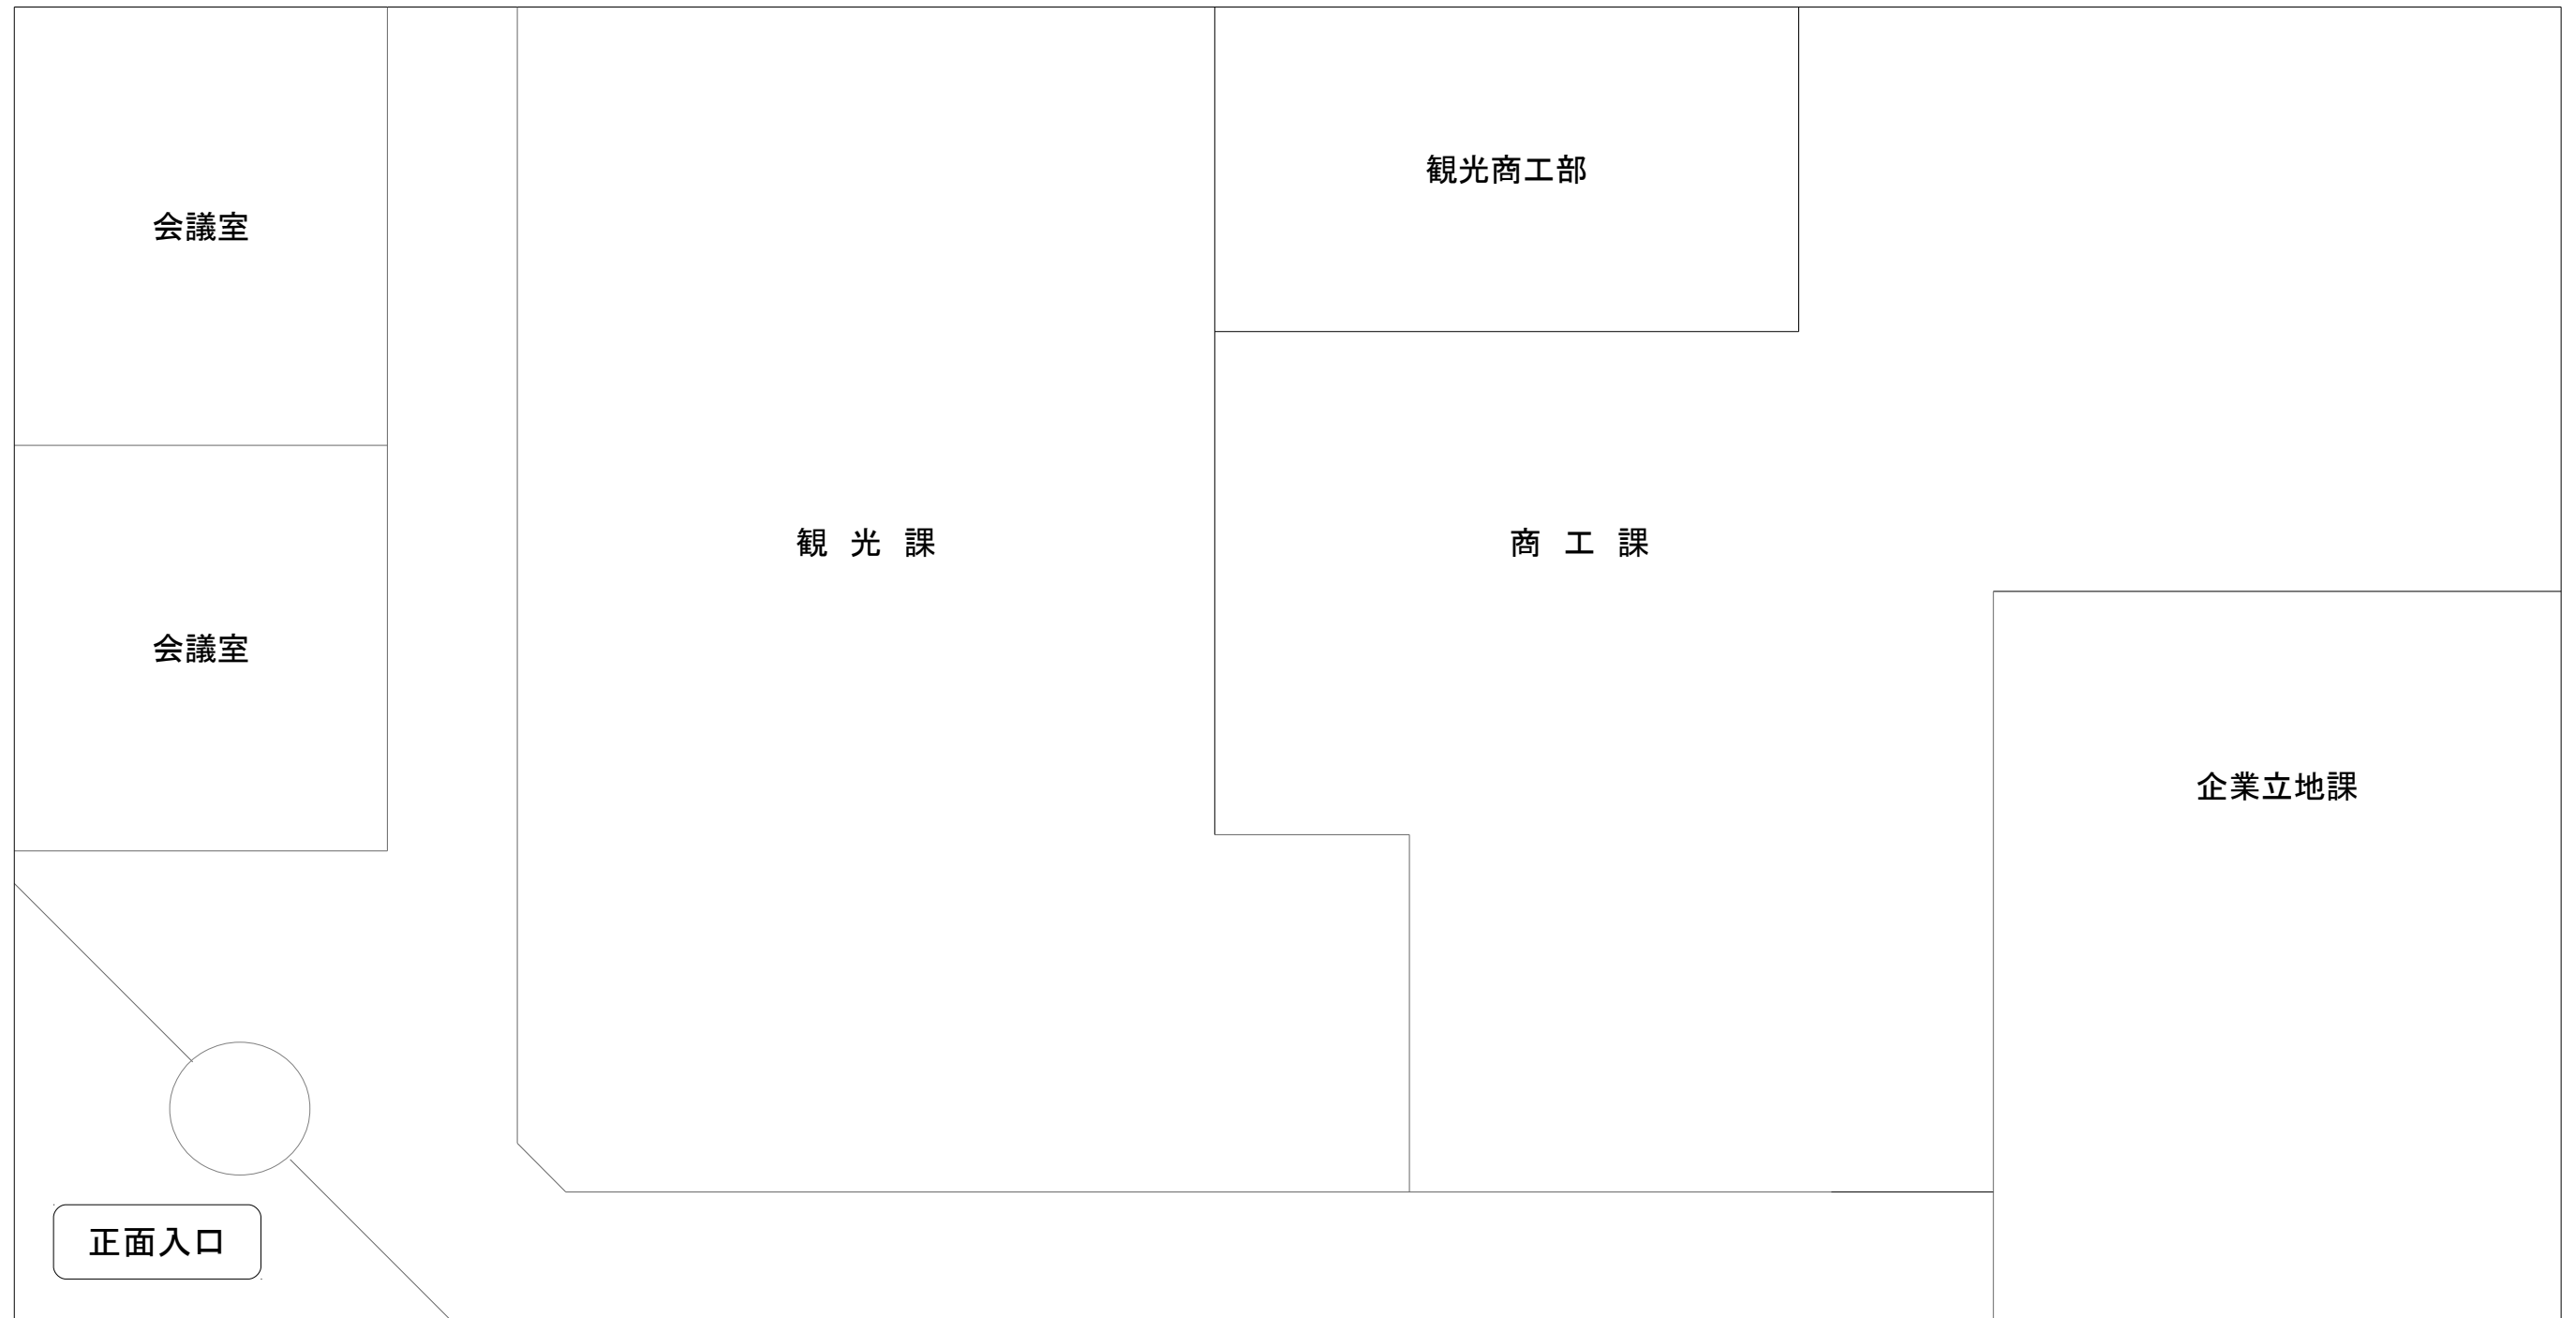 観光商工部
会議室
観 光 課
商 工 課
会議室
企業立地課
正面入口